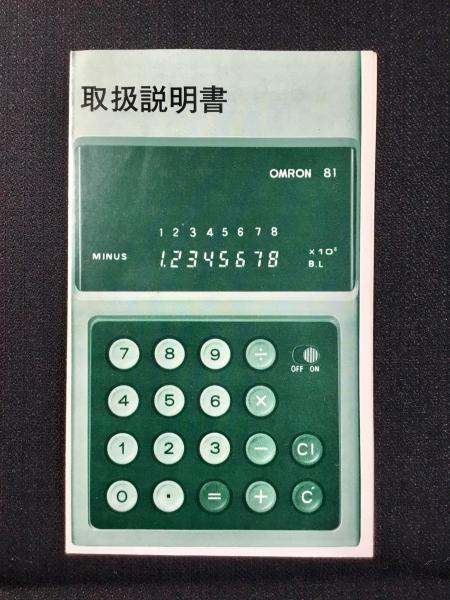 取扱説明書
OMRON 81
1 2 3 4 5 6 7 8
MINUS 1.2345678 ×10⁸
B.L
7 8 9 ÷
OFF ON
4 5 6 ×
1 2 3 − CI
0 . = + C